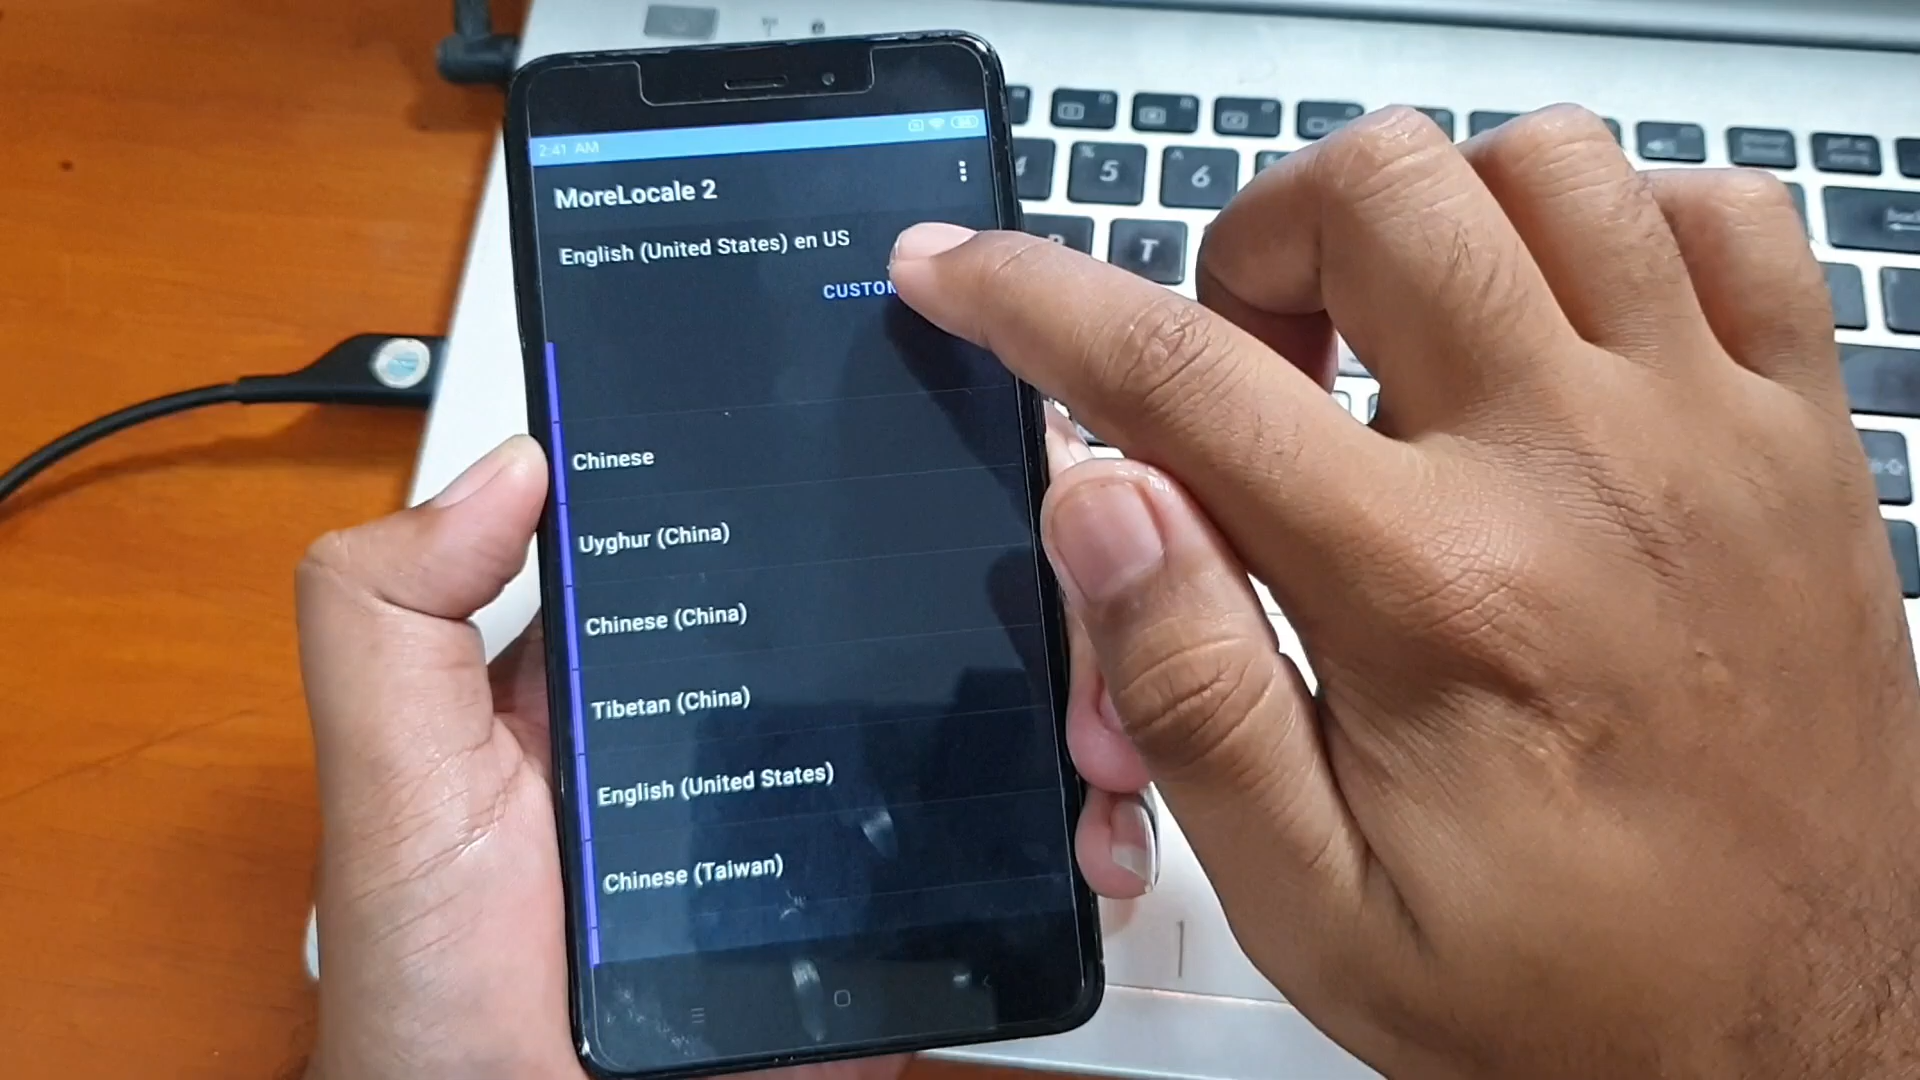 2:41 AM
MoreLocale 2
English (United States) en US
CUSTOM
Chinese
Uyghur (China)
Chinese (China)
Tibetan (China)
English (United States)
Chinese (Taiwan)
5
6
T